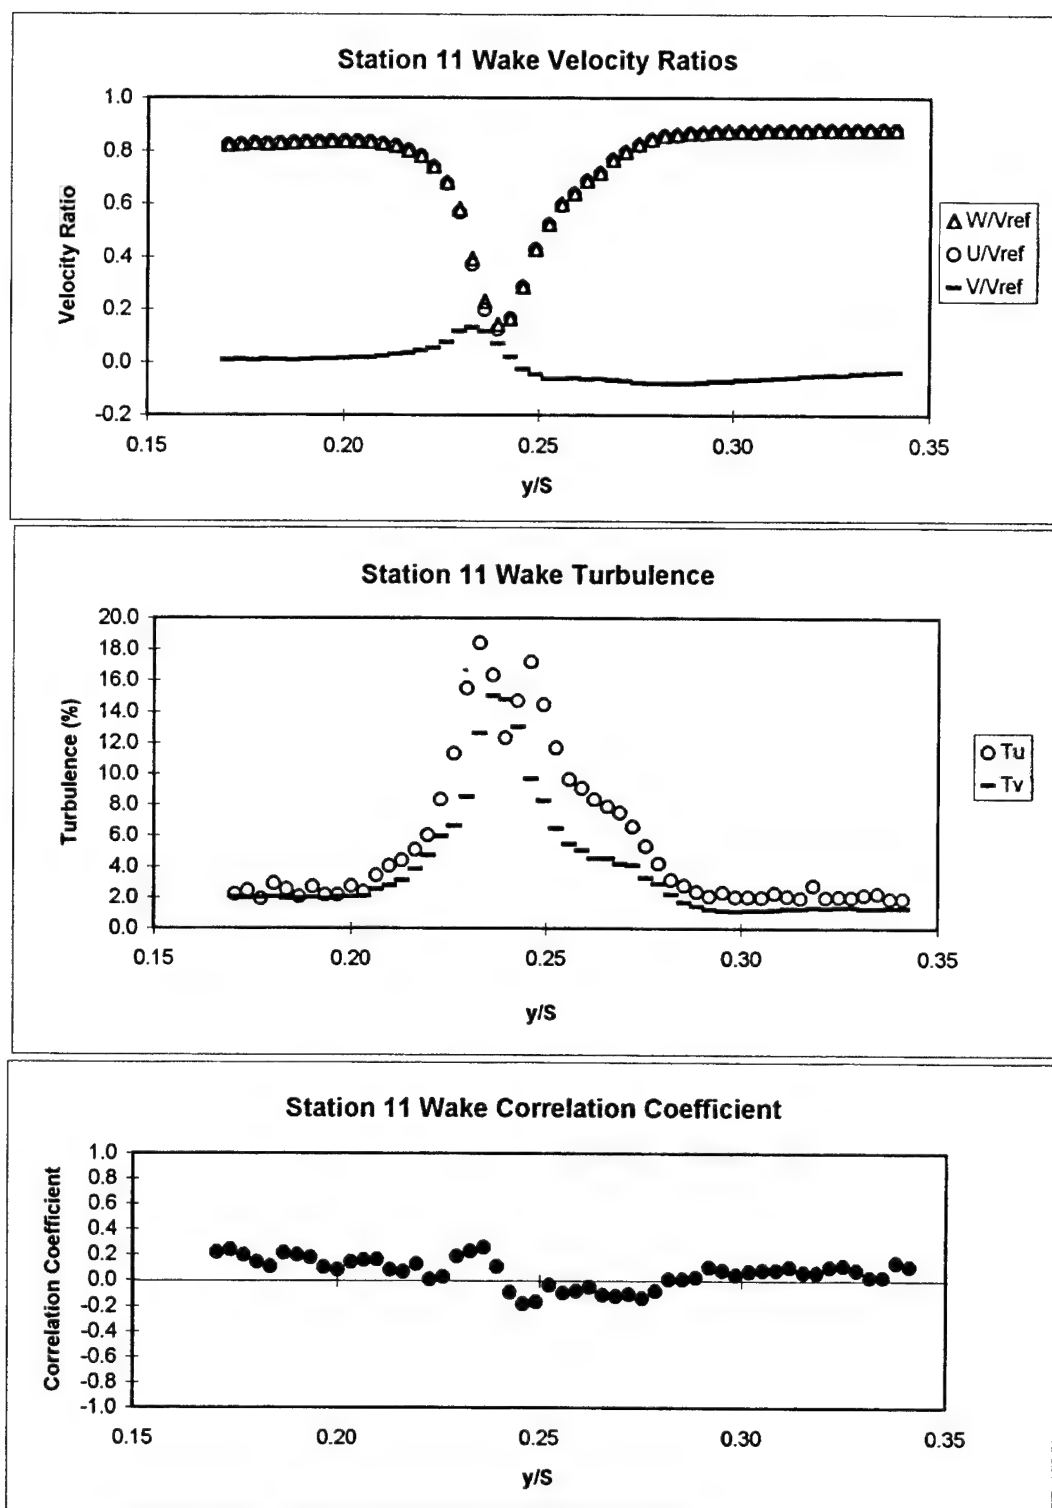 Station 11 Wake Velocity Ratios
1.0
0.8
0.6
0.4
0.2
0.0
-0.2
Velocity Ratio
0.15 0.20 0.25 0.30 0.35
y/S
W/Vref
U/Vref
V/Vref
Station 11 Wake Turbulence
20.0
18.0
16.0
14.0
12.0
10.0
8.0
6.0
4.0
2.0
0.0
Turbulence (%)
0.15 0.20 0.25 0.30 0.35
y/S
Tu
Tv
Station 11 Wake Correlation Coefficient
1.0
0.8
0.6
0.4
0.2
0.0
-0.2
-0.4
-0.6
-0.8
-1.0
Correlation Coefficient
0.15 0.20 0.25 0.30 0.35
y/S